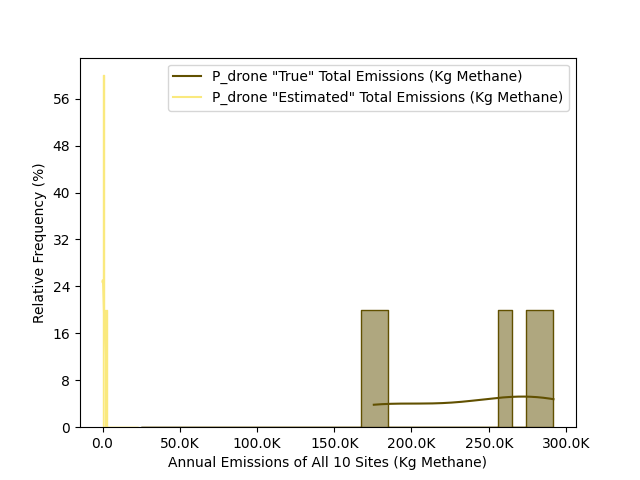 P_drone "True" Total Emissions (Kg Methane)
P_drone "Estimated" Total Emissions (Kg Methane)
56
48
40
32
24
16
8
0
Relative Frequency (%)
0.0 50.0K 100.0K 150.0K 200.0K 250.0K 300.0K
Annual Emissions of All 10 Sites (Kg Methane)